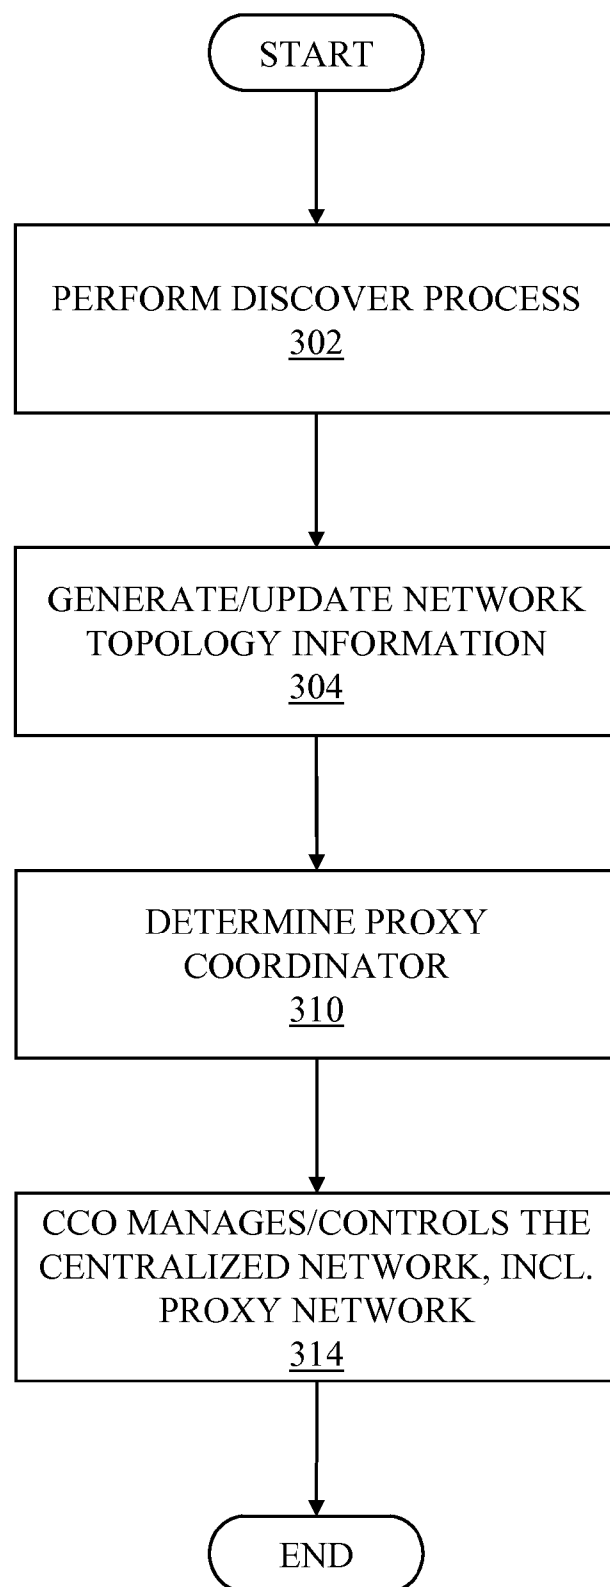 START
PERFORM DISCOVER PROCESS
302
GENERATE/UPDATE NETWORK
TOPOLOGY INFORMATION
304
DETERMINE PROXY
COORDINATOR
310
CCO MANAGES/CONTROLS THE
CENTRALIZED NETWORK, INCL.
PROXY NETWORK
314
END